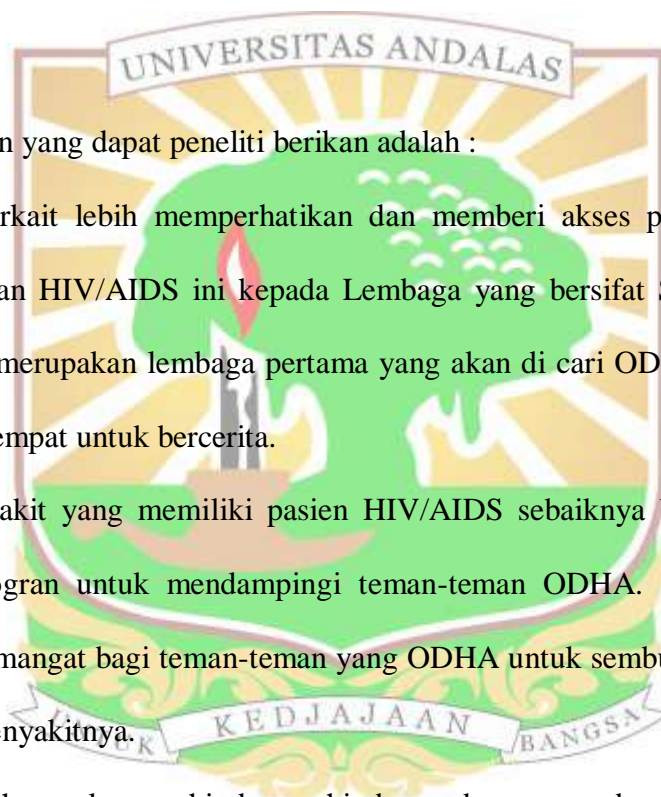 UNIVERSITAS ANDALAS
n yang dapat peneliti berikan adalah :
rkait lebih memperhatikan dan memberi akses p
an HIV/AIDS ini kepada Lembaga yang bersifat S
merupakan lembaga pertama yang akan di cari OD
empat untuk bercerita.
akit yang memiliki pasien HIV/AIDS sebaiknya
ogran untuk mendampingi teman-teman ODHA.
mangat bagi teman-teman yang ODHA untuk sembu
enyakitnya.
UK KEDJAJAAN BANGSA